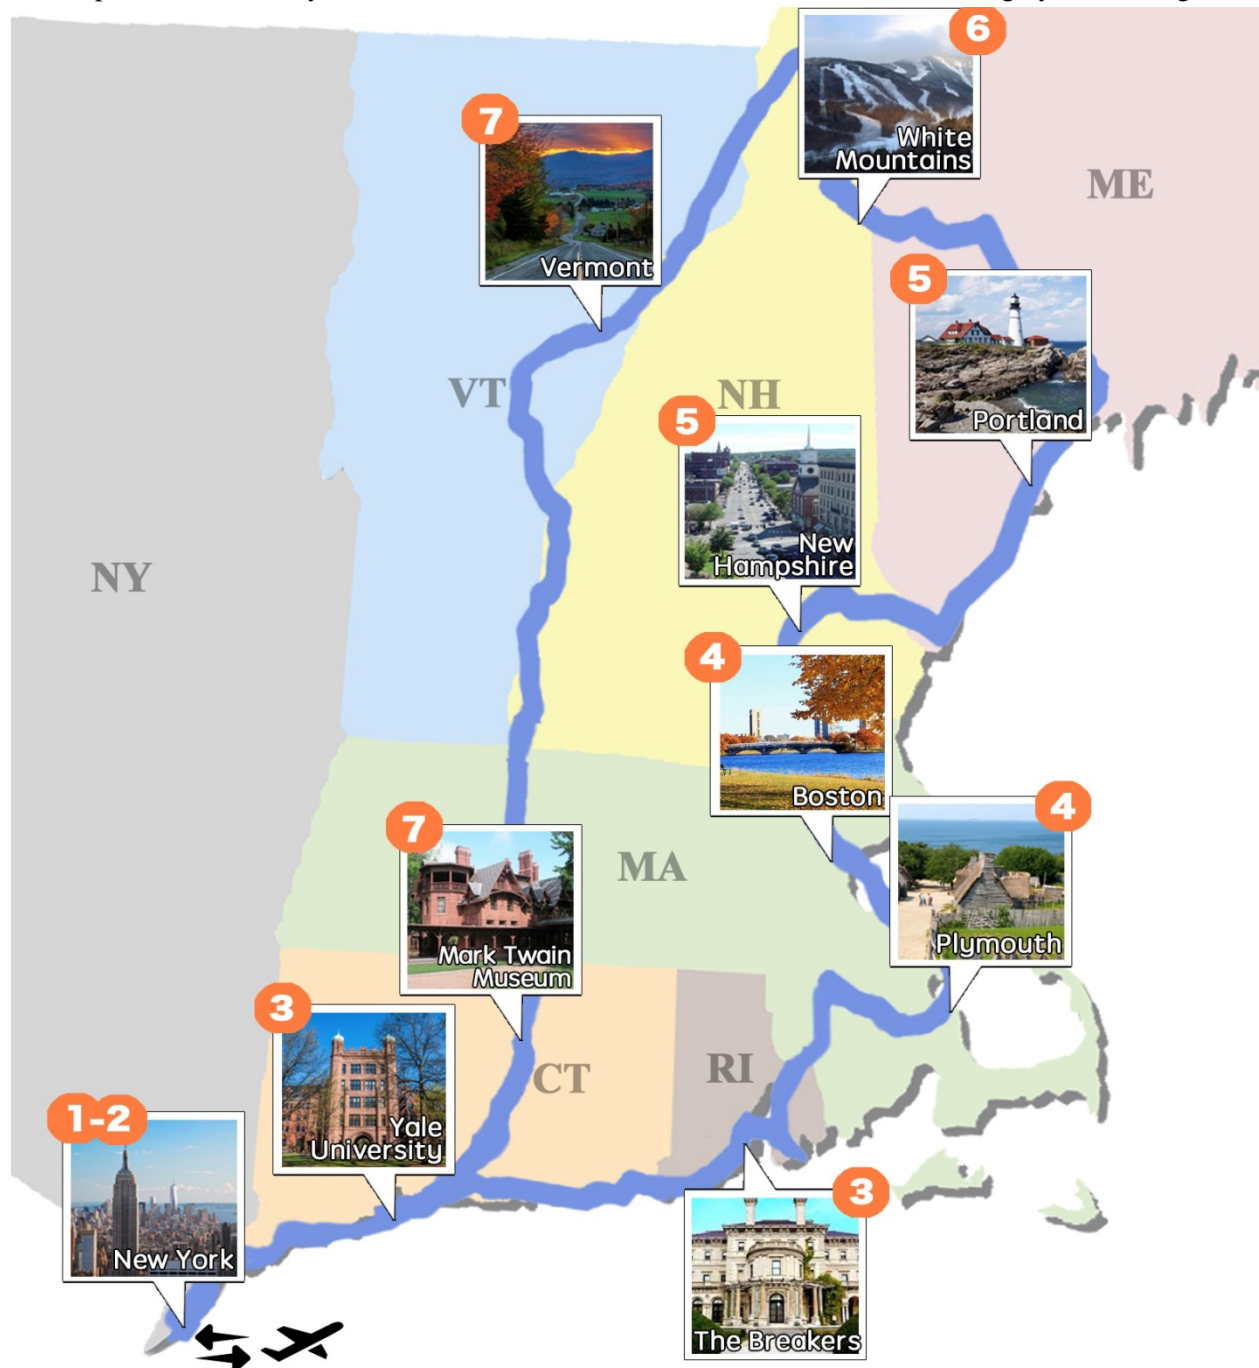 6
White
Mountains
7
Vermont
ME
5
Portland
VT
NH
5
New
Hampshire
NY
4
Boston
4
Plymouth
7
Mark Twain
Museum
MA
3
Yale
University
CT
RI
1-2
New York
3
The Breakers